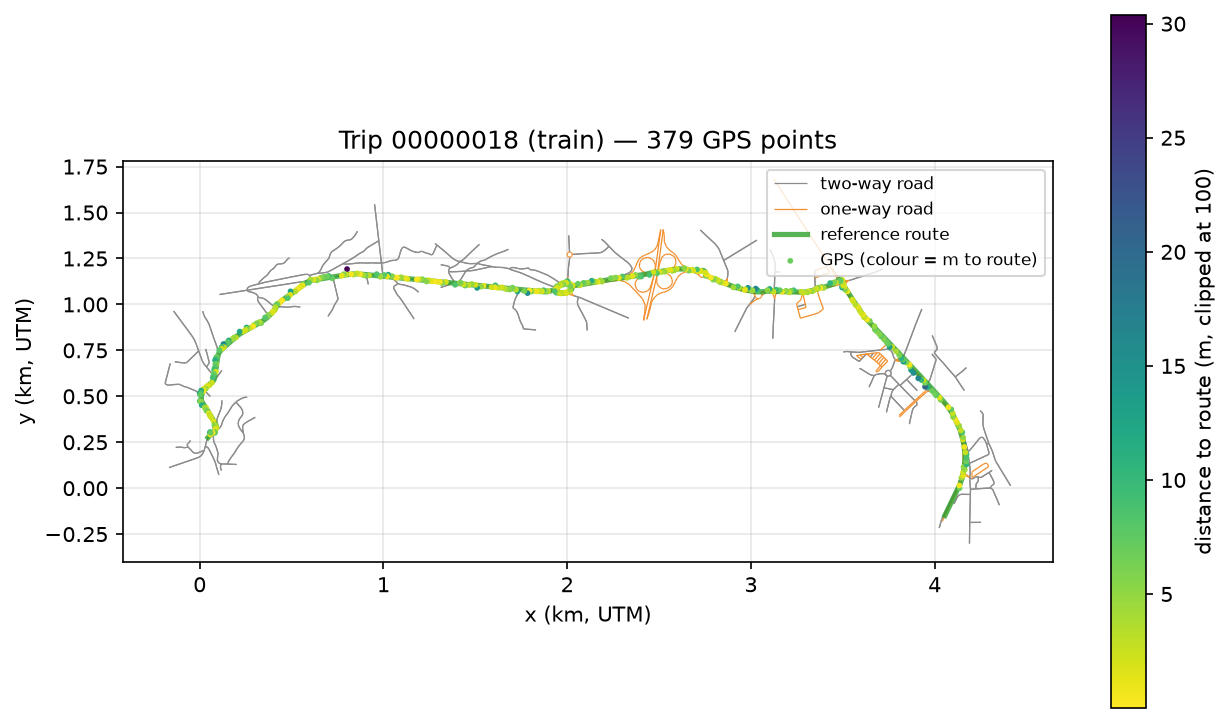 Trip 00000018 (train) — 379 GPS points
two-way road
one-way road
reference route
GPS (colour = m to route)
1.75
1.50
1.25
1.00
0.75
0.50
0.25
0.00
−0.25
y (km, UTM)
0 1 2 3 4
x (km, UTM)
30
25
20
15
10
5
distance to route (m, clipped at 100)